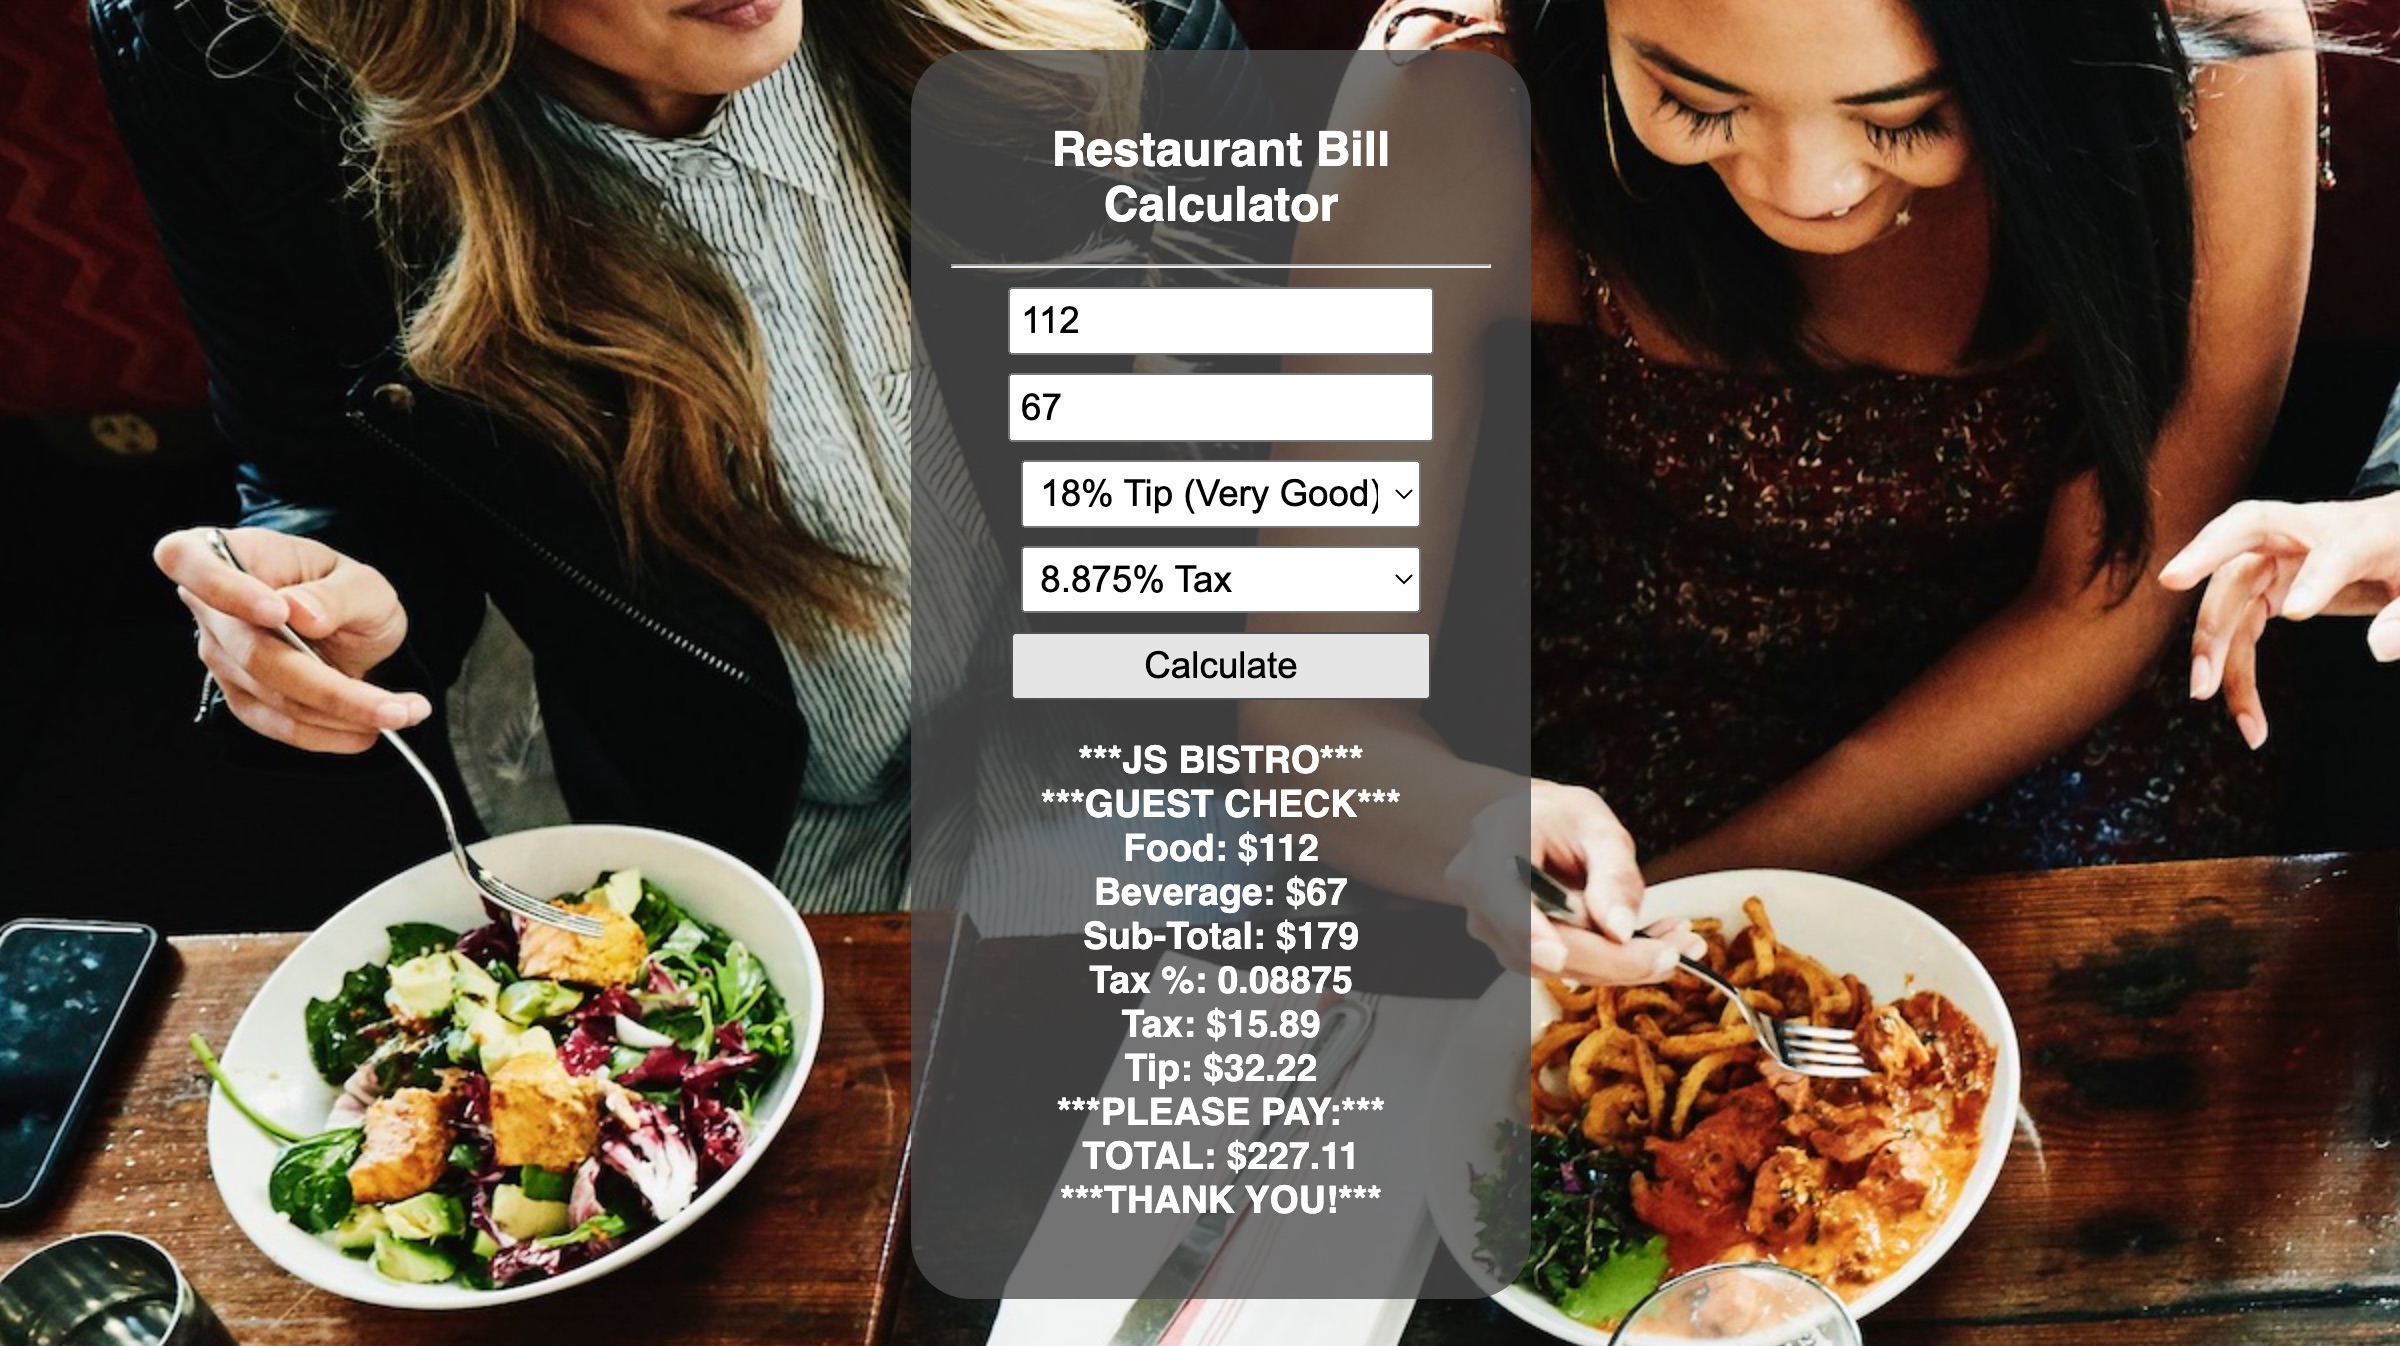 Restaurant Bill
Calculator
112
67
18% Tip (Very Good)
8.875% Tax
Calculate
***JS BISTRO***
***GUEST CHECK***
Food: $112
Beverage: $67
Sub-Total: $179
Tax %: 0.08875
Tax: $15.89
Tip: $32.22
***PLEASE PAY:***
TOTAL: $227.11
***THANK YOU!***